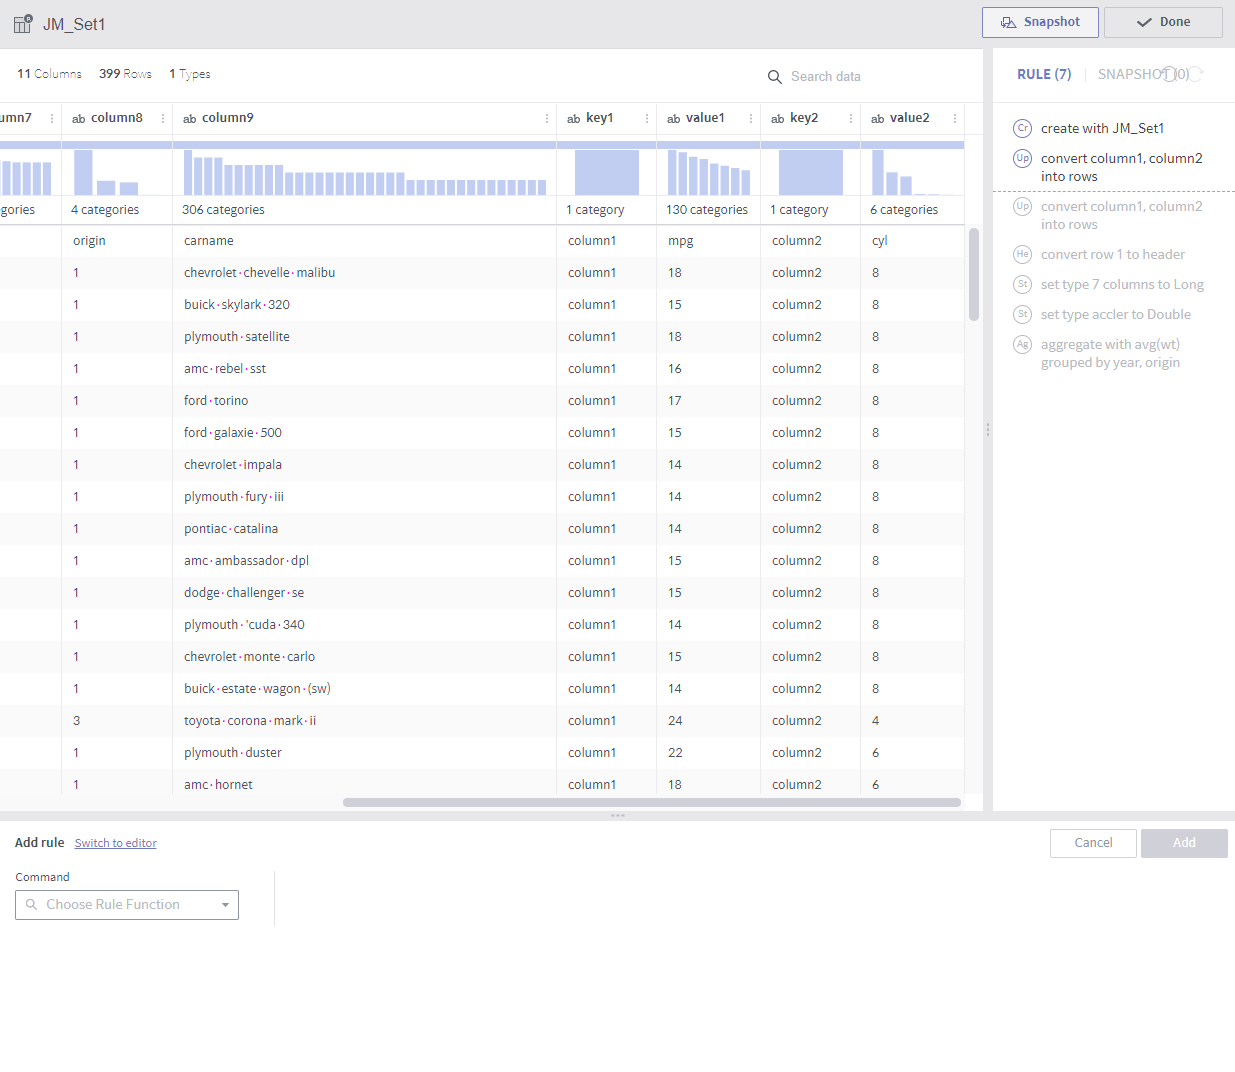 JM_Set1
Snapshot
Done
11 Columns 399 Rows 1 Types
Search data
RULE (7)
SNAPSHOT (0)
umn7 ab column8 ab column9 ab key1 ab value1 ab key2 ab value2
gories 4 categories 306 categories 1 category 130 categories 1 category 6 categories
origin carname column1 mpg column2 cyl
1 chevrolet·chevelle·malibu column1 18 column2 8
1 buick·skylark·320 column1 15 column2 8
1 plymouth·satellite column1 18 column2 8
1 amc·rebel·sst column1 16 column2 8
1 ford·torino column1 17 column2 8
1 ford·galaxie·500 column1 15 column2 8
1 chevrolet·impala column1 14 column2 8
1 plymouth·fury·iii column1 14 column2 8
1 pontiac·catalina column1 14 column2 8
1 amc·ambassador·dpl column1 15 column2 8
1 dodge·challenger·se column1 15 column2 8
1 plymouth·'cuda·340 column1 14 column2 8
1 chevrolet·monte·carlo column1 15 column2 8
1 buick·estate·wagon·(sw) column1 14 column2 8
3 toyota·corona·mark·ii column1 24 column2 4
1 plymouth·duster column1 22 column2 6
1 amc·hornet column1 18 column2 6
Cr create with JM_Set1
Up convert column1, column2
into rows
Up convert column1, column2
into rows
He convert row 1 to header
St set type 7 columns to Long
St set type accler to Double
Ag aggregate with avg(wt)
grouped by year, origin
Add rule Switch to editor
Cancel
Add
Command
Choose Rule Function